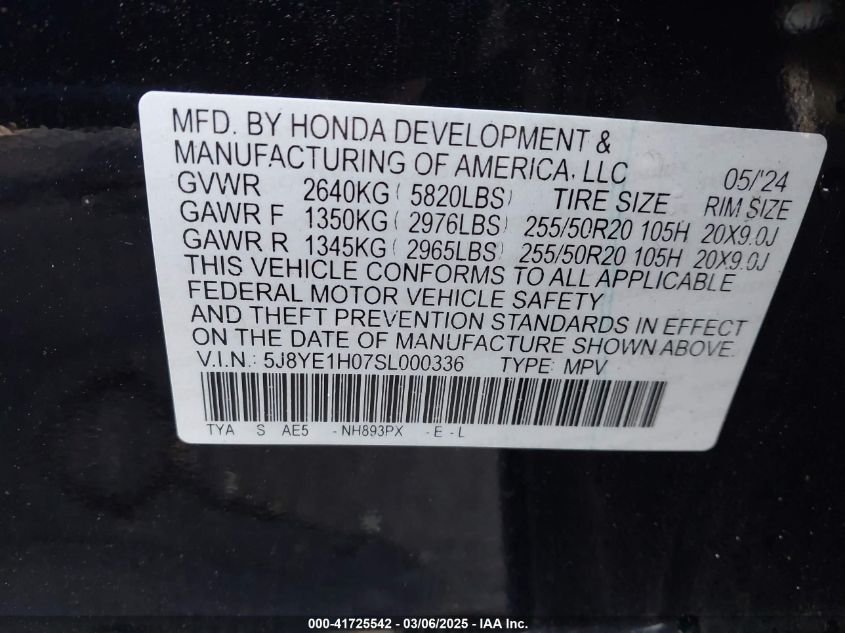 MFD. BY HONDA DEVELOPMENT &
MANUFACTURING OF AMERICA, LLC 05/'24
GVWR 2640KG ( 5820LBS) TIRE SIZE RIM SIZE
GAWR F 1350KG ( 2976LBS) 255/50R20 105H 20X9.0J
GAWR R 1345KG ( 2965LBS) 255/50R20 105H 20X9.0J
THIS VEHICLE CONFORMS TO ALL APPLICABLE
FEDERAL MOTOR VEHICLE SAFETY
AND THEFT PREVENTION STANDARDS IN EFFECT
ON THE DATE OF MANUFACTURE SHOWN ABOVE.
V.I.N.: 5J8YE1H07SL000336 TYPE: MPV
TYA S AE5 - NH893PX - E - L
000-41725542 - 03/06/2025 - IAA Inc.